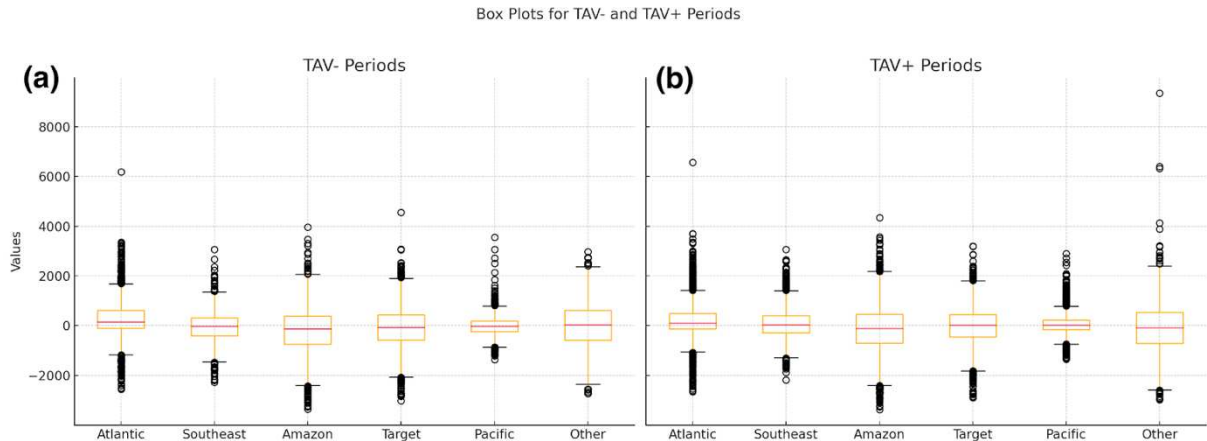 Box Plots for TAV- and TAV+ Periods
(a)
TAV- Periods
(b)
TAV+ Periods
Values
8000
6000
4000
2000
0
−2000
Atlantic Southeast Amazon Target Pacific Other
Atlantic Southeast Amazon Target Pacific Other